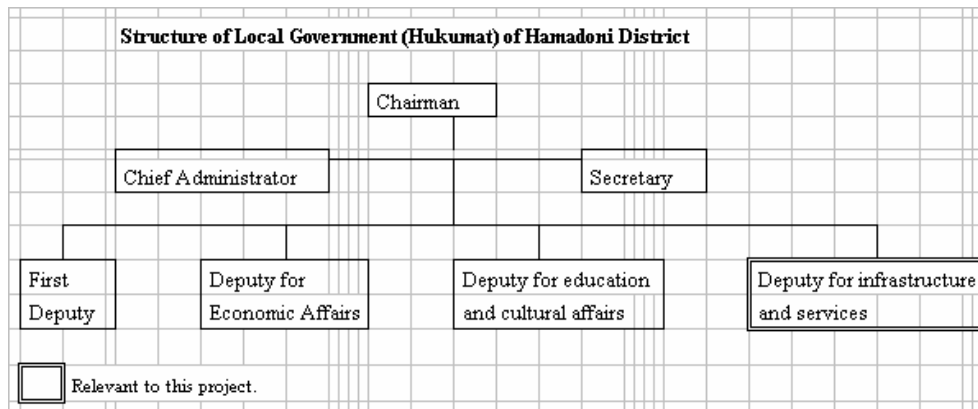 Structure of Local Government (Hukumat) of Hamadoni District
Chairman
Chief Administrator
Secretary
First
Deputy
Deputy for
Economic Affairs
Deputy for education
and cultural affairs
Deputy for infrastructure
and services
Relevant to this project.